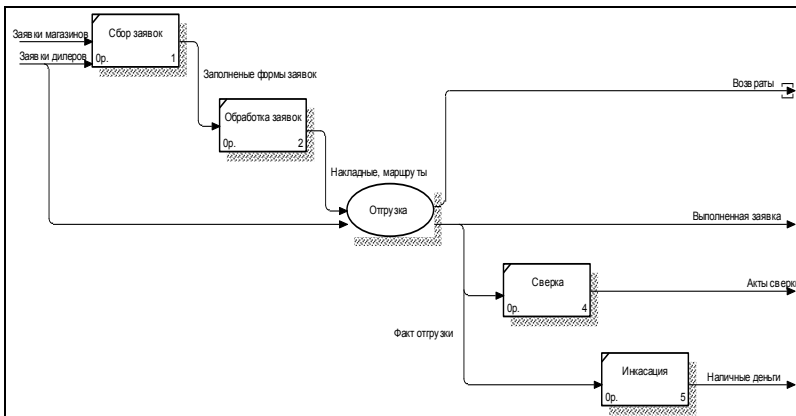 Заявки магазинов
Заявки дилеров
Сбор заявок
0р. 1
Заполненые формы заявок
Обработка заявок
0р. 2
Накладные, маршруты
Отгрузка
Возвраты
Выполненная заявка
Сверка
0р. 4
Акты сверки
Факт отгрузки
Инкасация
0р. 5
Наличные деньги